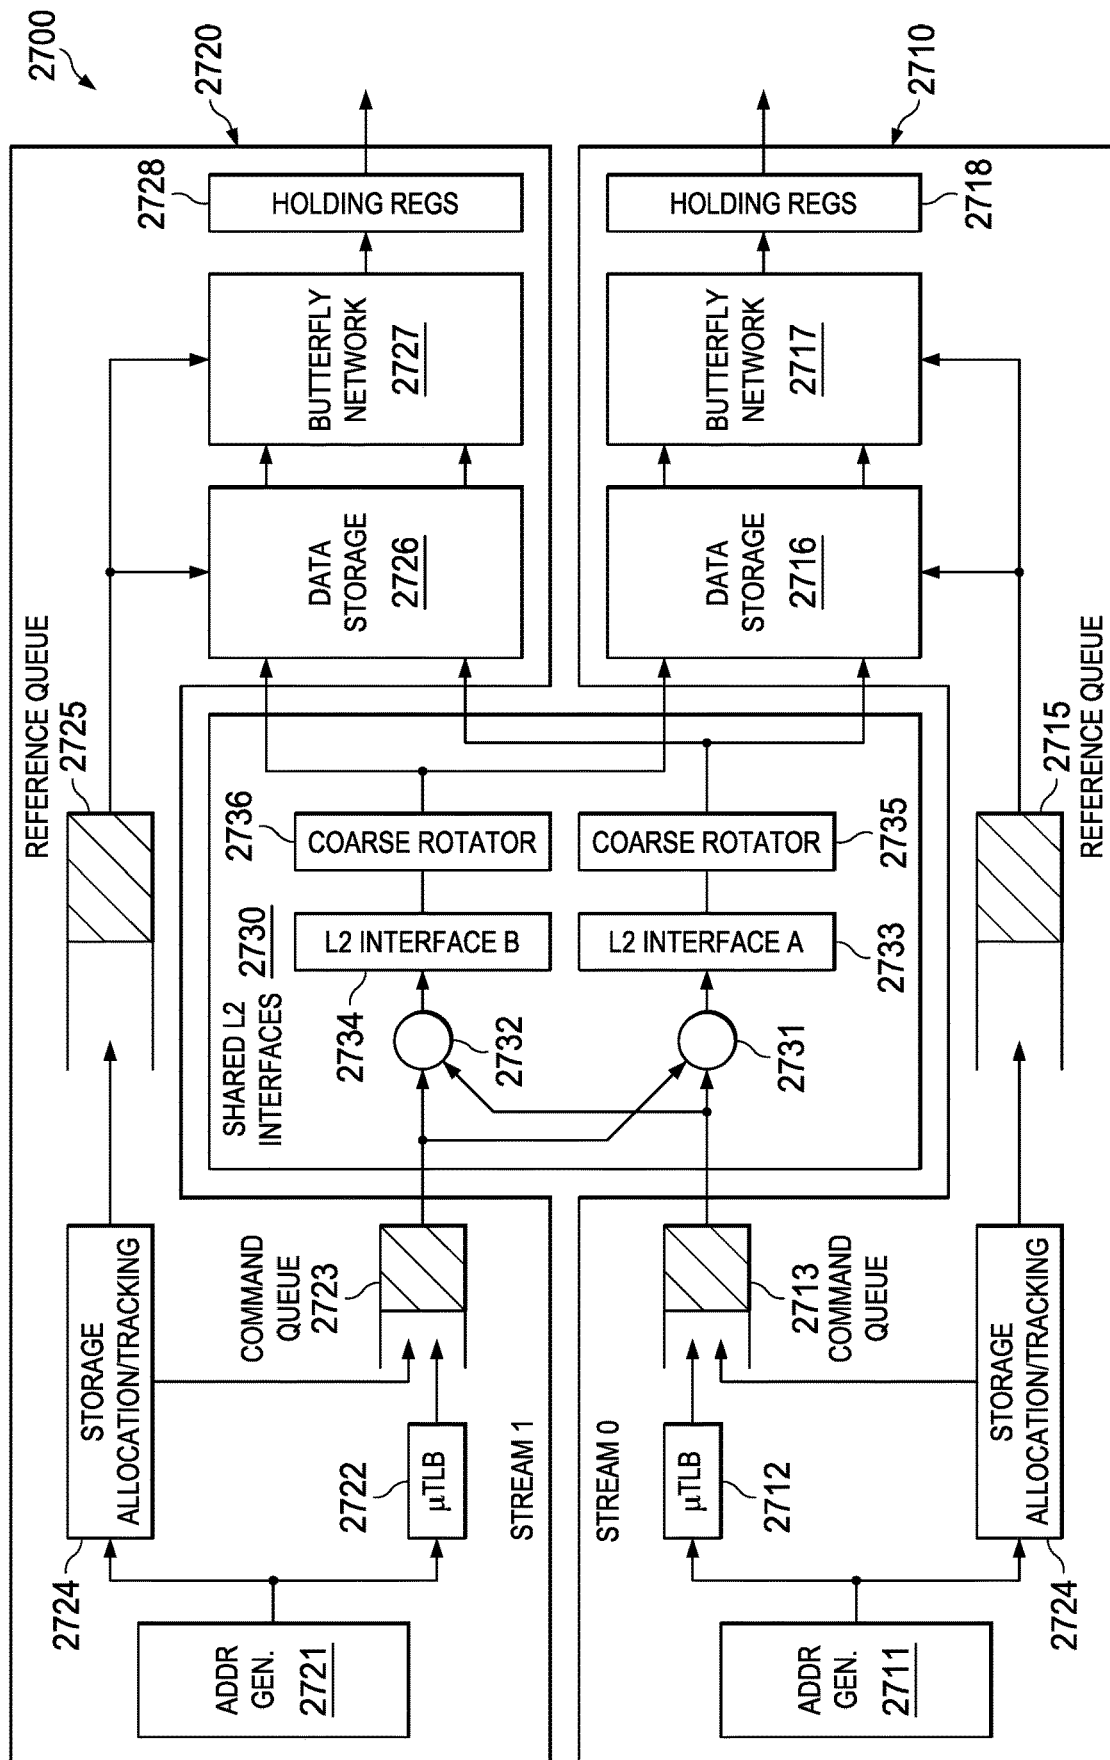 2700
2720
REFERENCE QUEUE
2725
2724
STORAGE
ALLOCATION/TRACKING
ADDR
GEN.
2721
2722
µTLB
COMMAND
QUEUE
2723
STREAM 1
DATA
STORAGE
2726
BUTTERFLY
NETWORK
2727
2728
HOLDING REGS
SHARED L2
INTERFACES
2730
2734
2732
L2 INTERFACE B
2736
COARSE ROTATOR
2731
L2 INTERFACE A
2733
COARSE ROTATOR
2735
STREAM 0
ADDR
GEN.
2711
µTLB
2712
2713
COMMAND
QUEUE
STORAGE
ALLOCATION/TRACKING
2724
DATA
STORAGE
2716
BUTTERFLY
NETWORK
2717
HOLDING REGS
2718
2710
2715
REFERENCE QUEUE